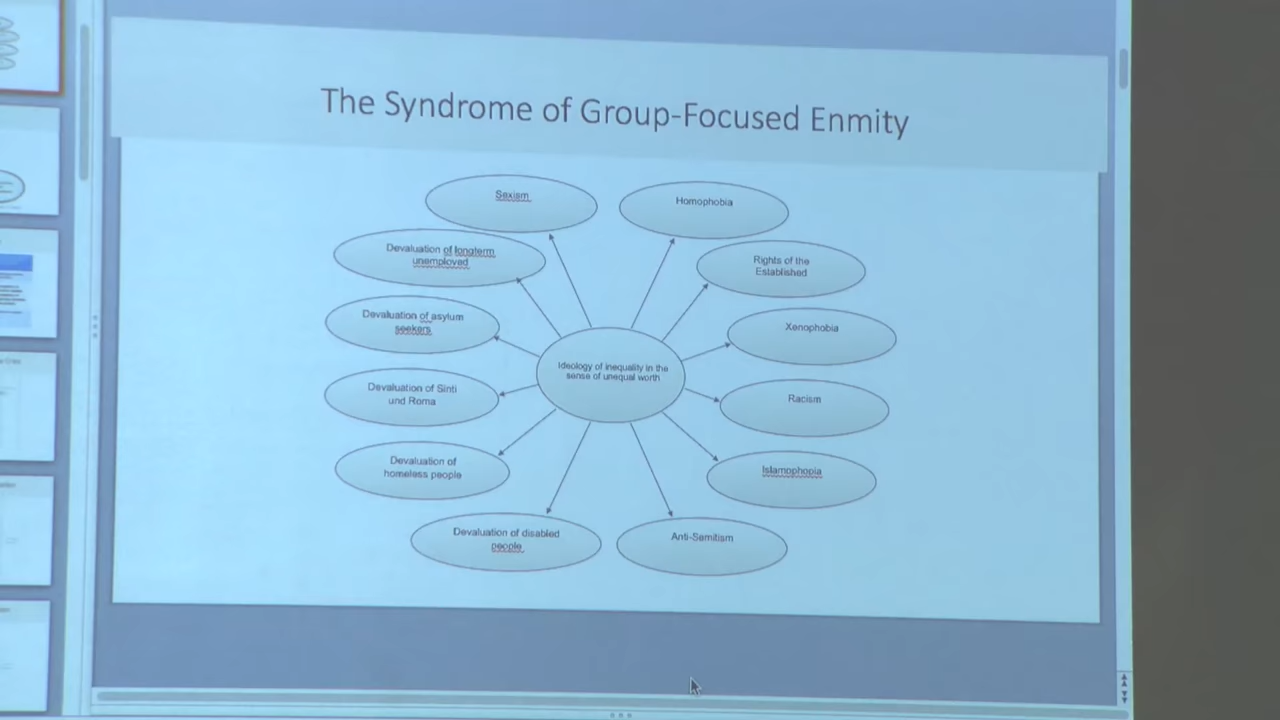 The Syndrome of Group-Focused Enmity
Sexism
Homophobia
Devaluation of longterm
unemployed
Rights of the
Established
Devaluation of asylum
seekers
Xenophobia
Ideology of inequality in the
sense of unequal worth
Devaluation of Sinti
und Roma
Racism
Devaluation of
homeless people
Islamophopia
Devaluation of disabled
people
Anti-Semitism